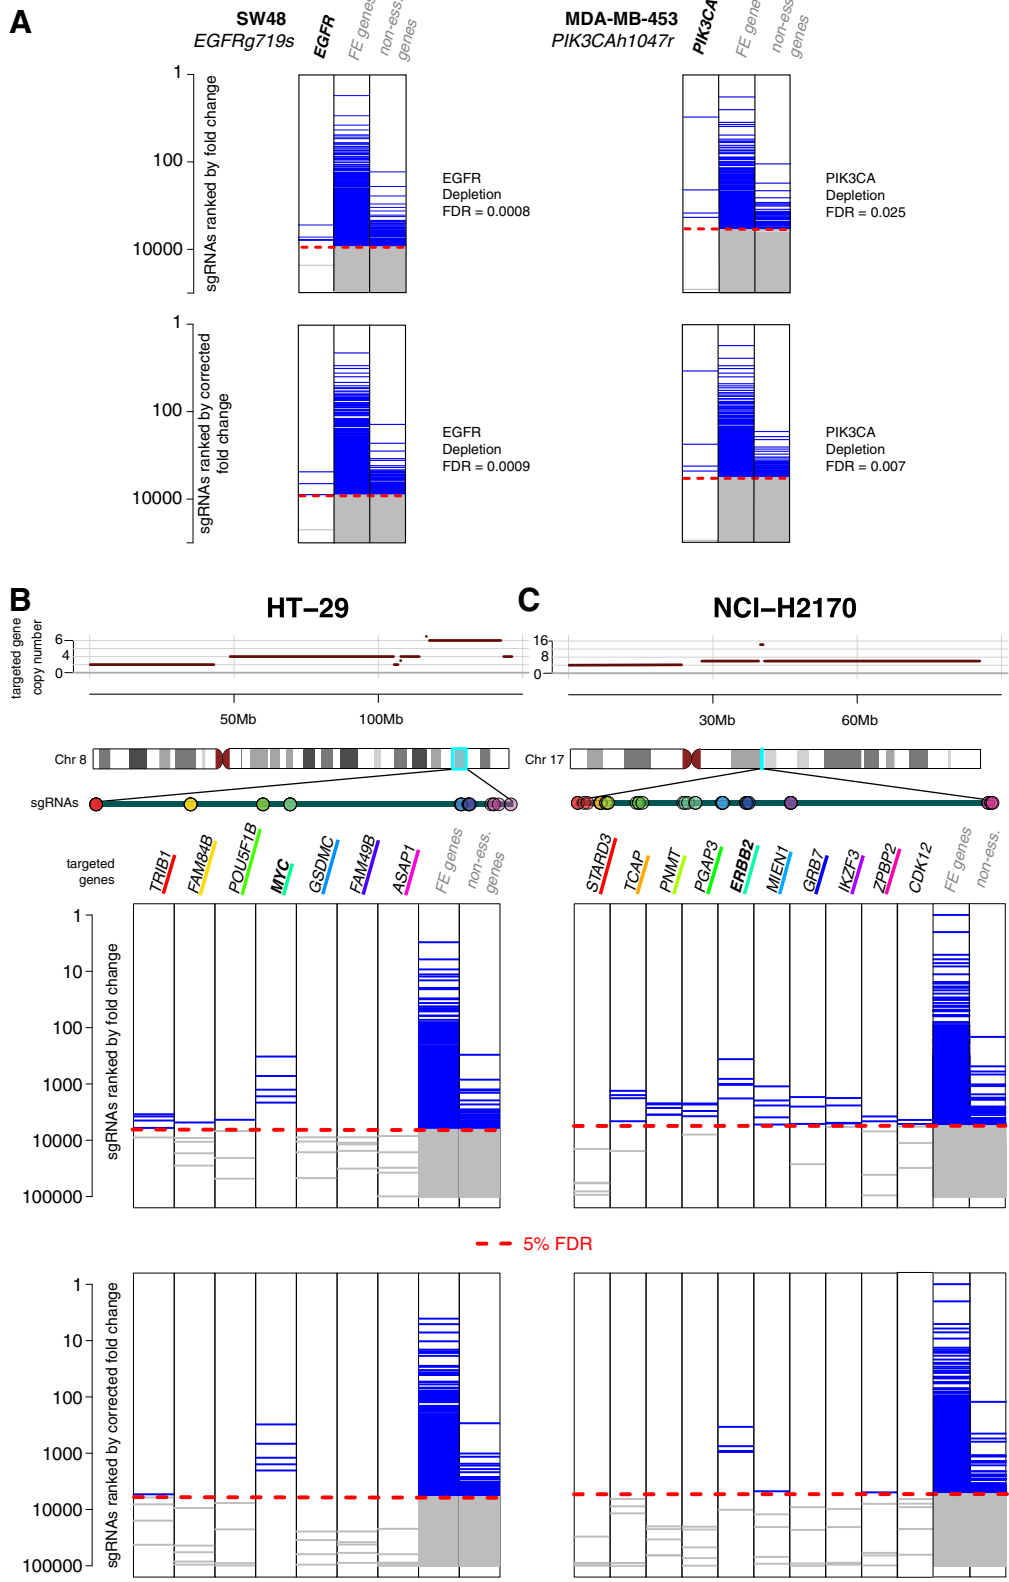 A
SW48
EGFRg719s
EGFR
FE genes
non-ess.
genes
MDA-MB-453
PIK3CAh1047r
PIK3CA
FE genes
non-ess.
genes
sgRNAs ranked by fold change
1
100
10000
EGFR
Depletion
FDR = 0.0008
PIK3CA
Depletion
FDR = 0.025
sgRNAs ranked by corrected
fold change
1
100
10000
EGFR
Depletion
FDR = 0.0009
PIK3CA
Depletion
FDR = 0.007
B
HT–29
targeted gene
copy number
6
4
0
50Mb
100Mb
Chr 8
sgRNAs
targeted
genes
TRIB1
FAM84B
POU5F1B
MYC
GSDMC
FAM49B
ASAP1
FE genes
non-ess.
genes
C
NCI–H2170
16
8
0
30Mb
60Mb
Chr 17
STARD3
TCAP
PNMT
PGAP3
ERBB2
MIEN1
GRB7
IKZF3
ZPBP2
CDK12
FE genes
non-ess.
sgRNAs ranked by fold change
1
10
100
1000
10000
100000
5% FDR
sgRNAs ranked by corrected fold change
1
10
100
1000
10000
100000